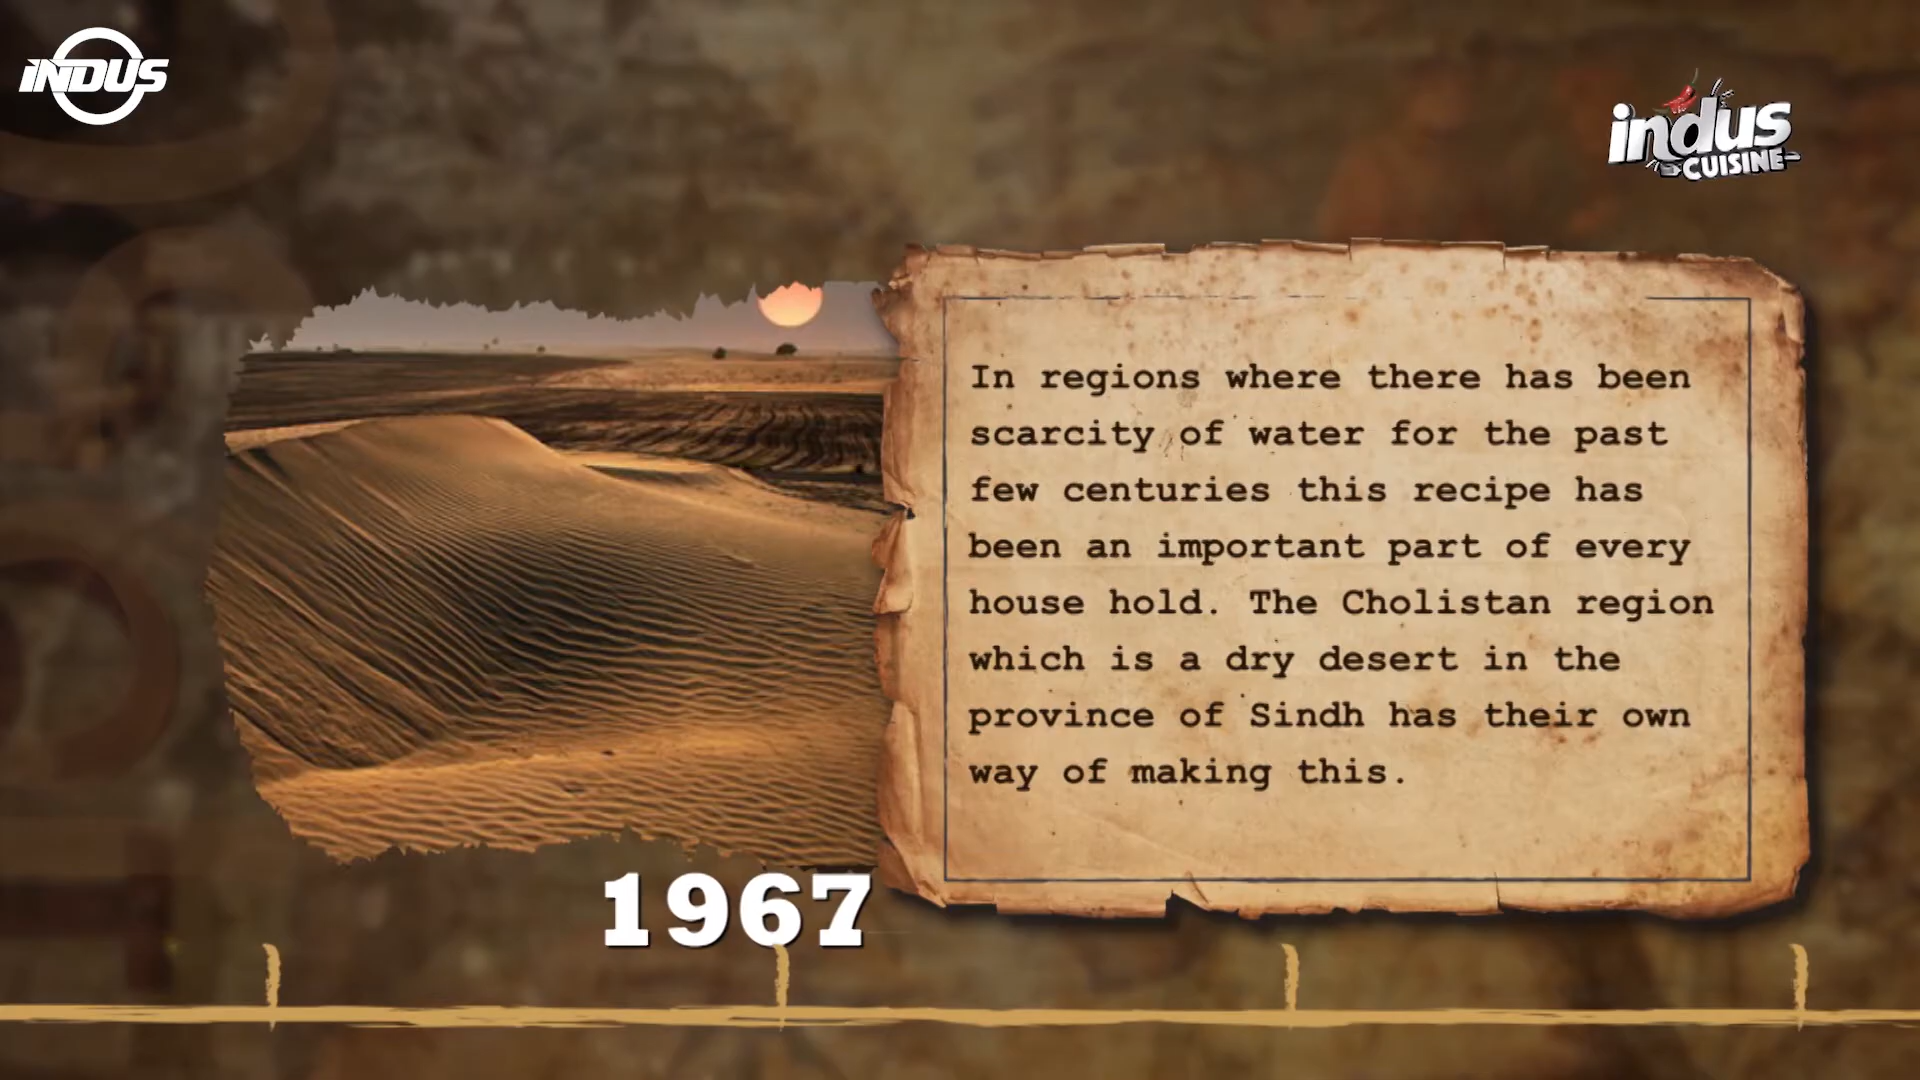 INDUS
indus
CUISINE
In regions where there has been
scarcity of water for the past
few centuries this recipe has
been an important part of every
house hold. The Cholistan region
which is a dry desert in the
province of Sindh has their own
way of making this.
1967